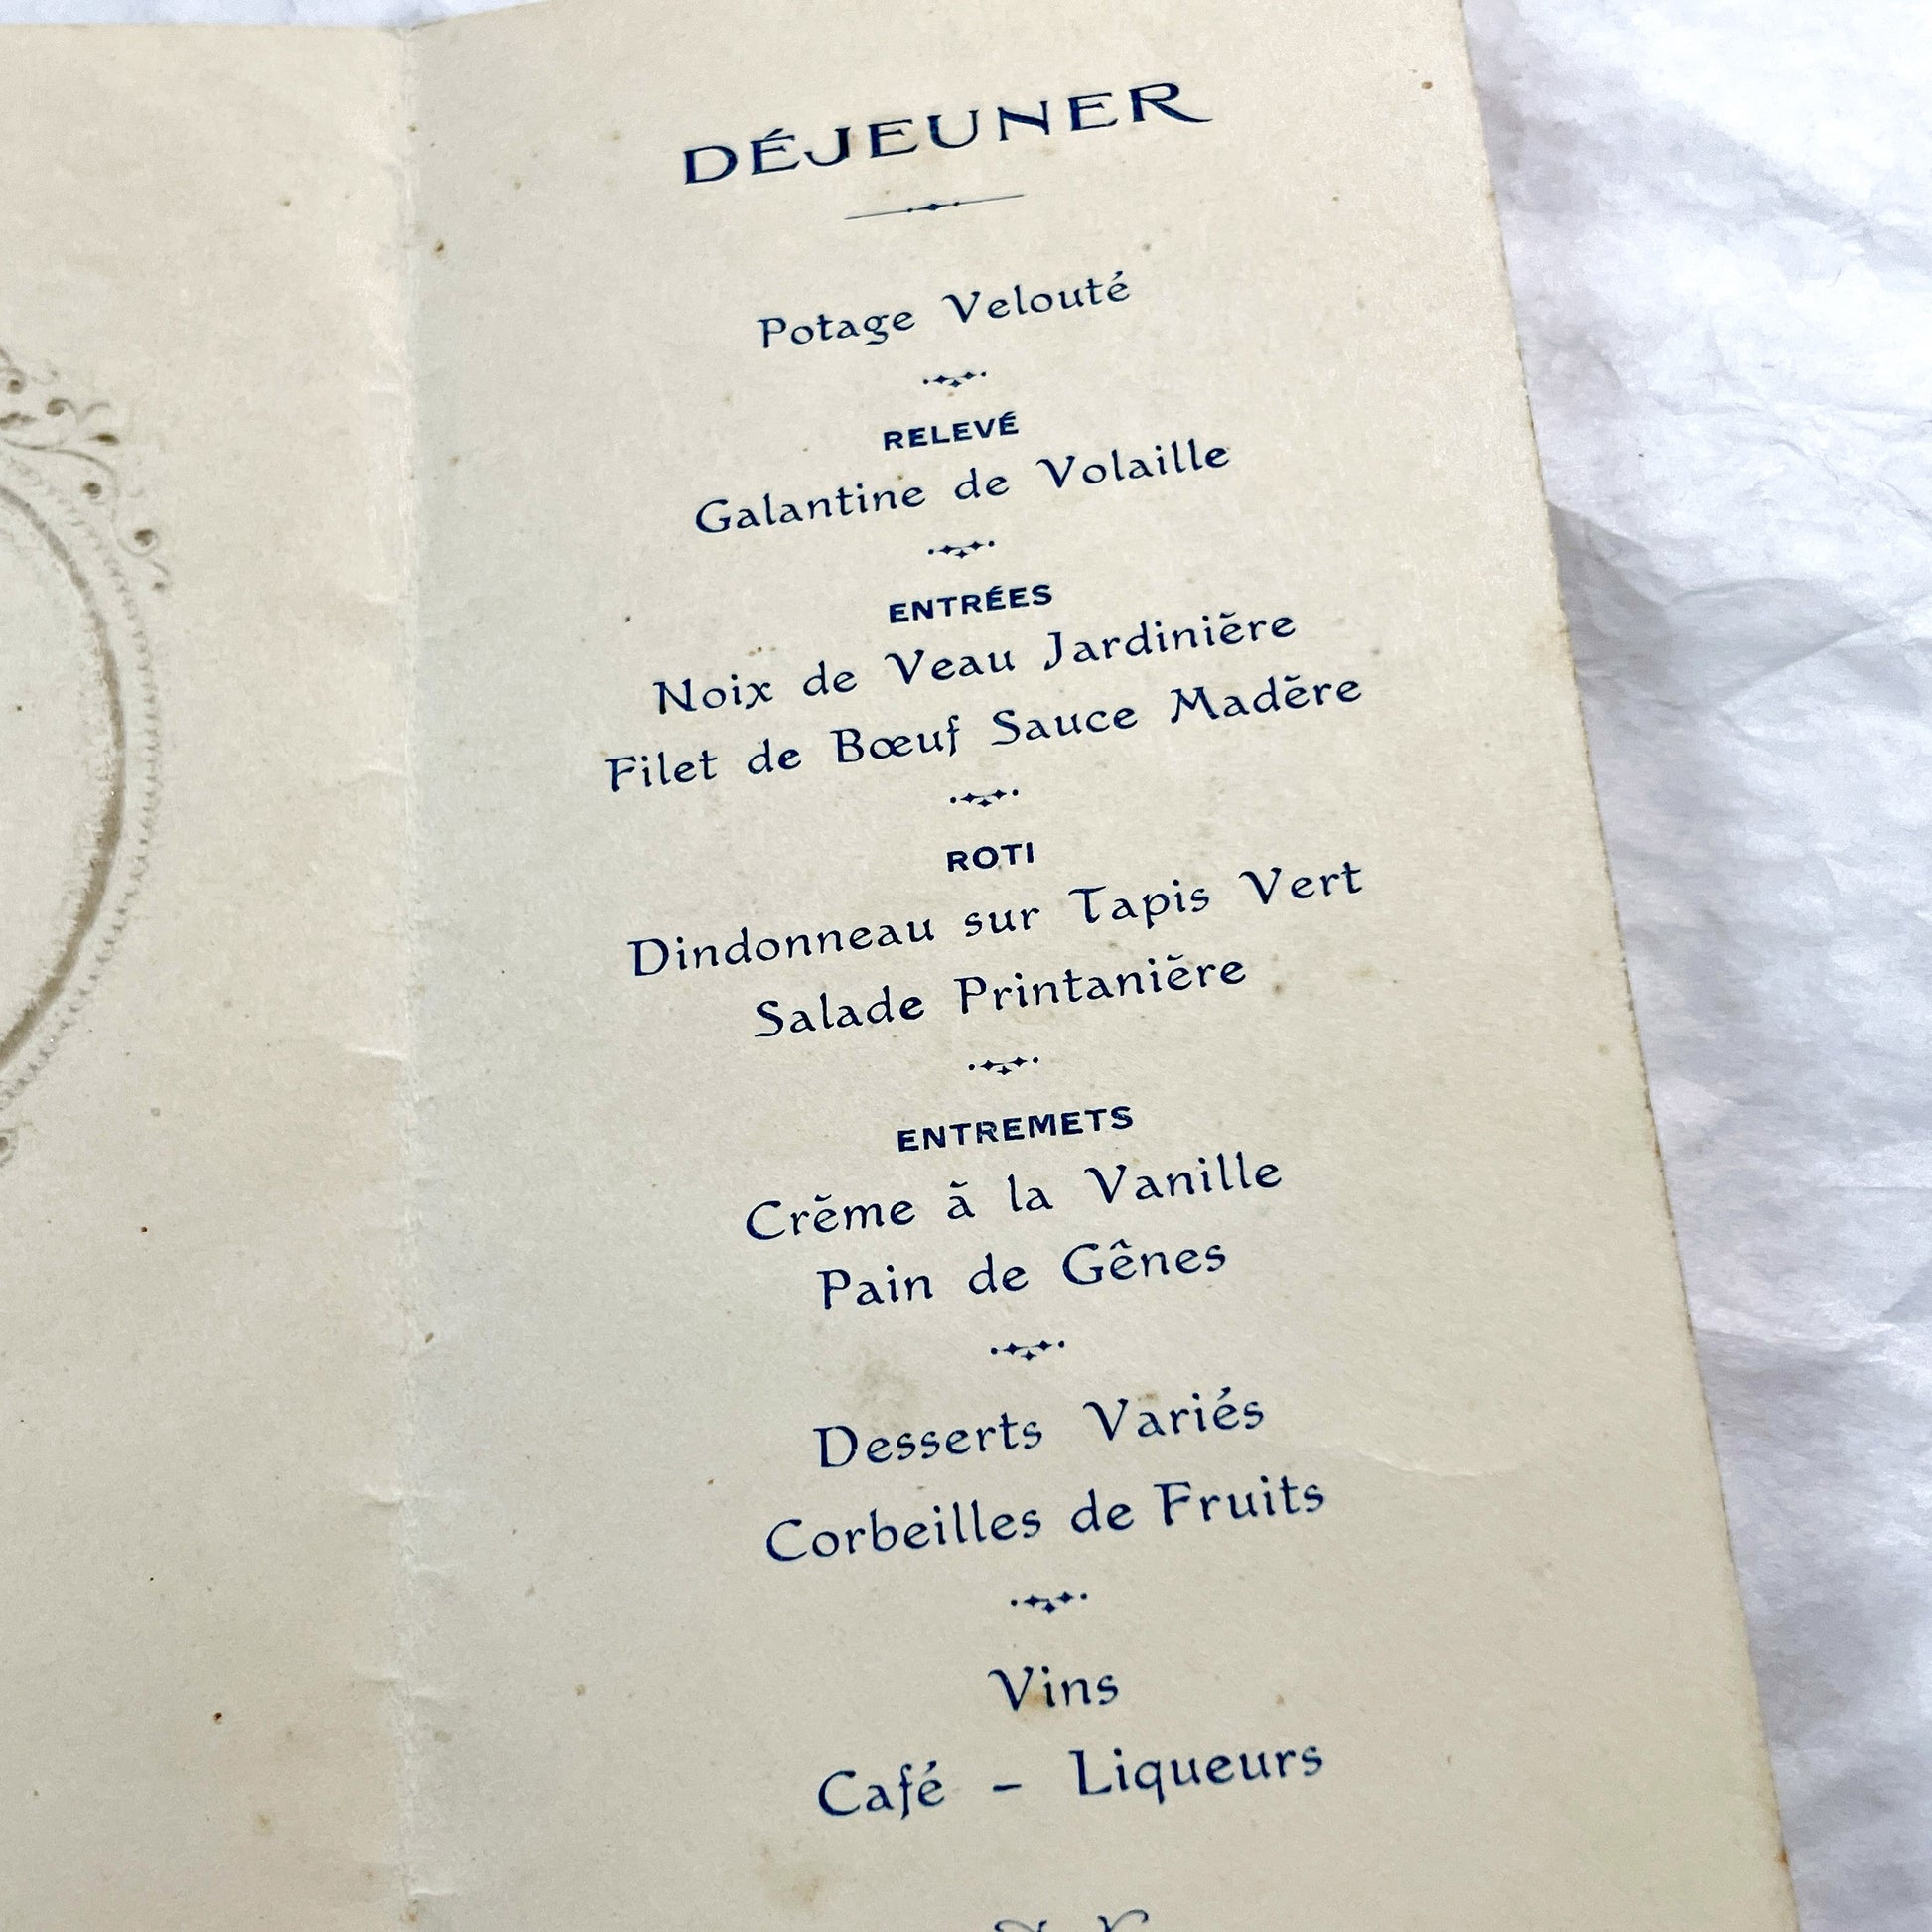 DÉJEUNER
Potage Velouté
RELEVÉ
Galantine de Volaille
ENTRÉES
Noix de Veau Jardinière
Filet de Bœuf Sauce Madère
ROTI
Dindonneau sur Tapis Vert
Salade Printanière
ENTREMETS
Crème à la Vanille
Pain de Gênes
Desserts Variés
Corbeilles de Fruits
Vins
Café - Liqueurs